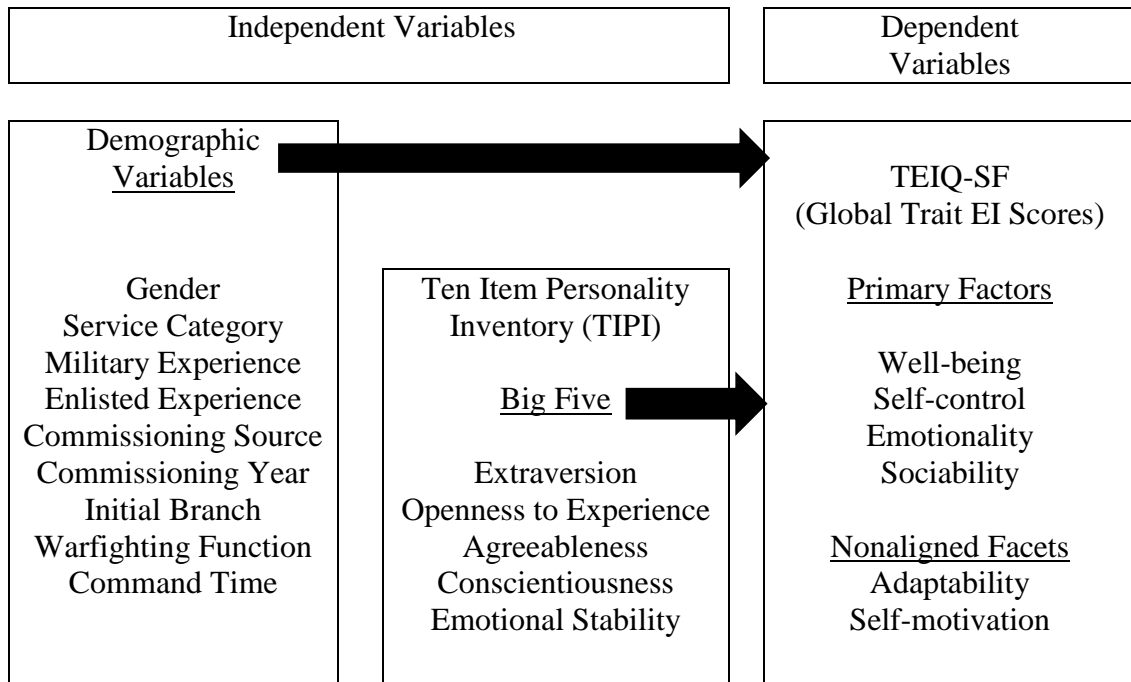 Independent Variables
Dependent
Variables
Demographic
Variables
Gender
Service Category
Military Experience
Enlisted Experience
Commissioning Source
Commissioning Year
Initial Branch
Warfighting Function
Command Time
Ten Item Personality
Inventory (TIPI)
Big Five
Extraversion
Openness to Experience
Agreeableness
Conscientiousness
Emotional Stability
TEIQ-SF
(Global Trait EI Scores)
Primary Factors
Well-being
Self-control
Emotionality
Sociability
Nonaligned Facets
Adaptability
Self-motivation